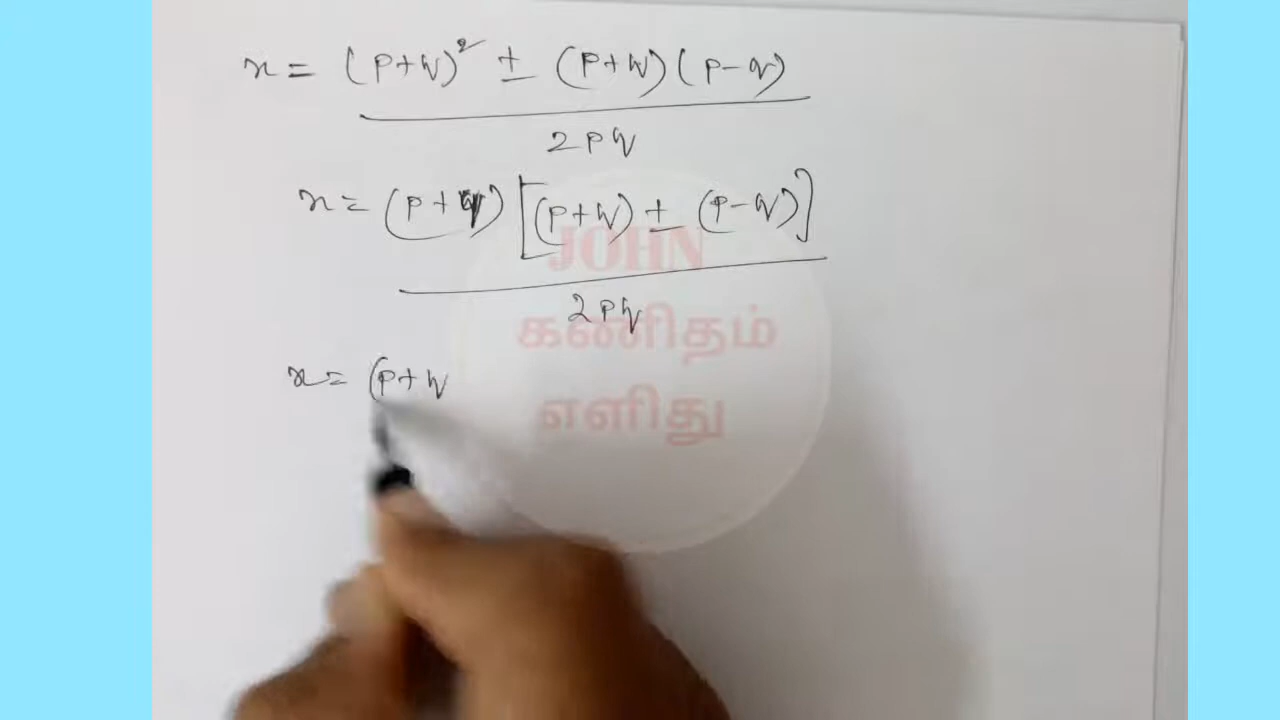 x = (p+q)² ± (p+q)(p-q)
2pq
x = (p+q) [(p+q) ± (p-q)]
2pq
x = (p+q
JOHN
கணிதம்
எளிது